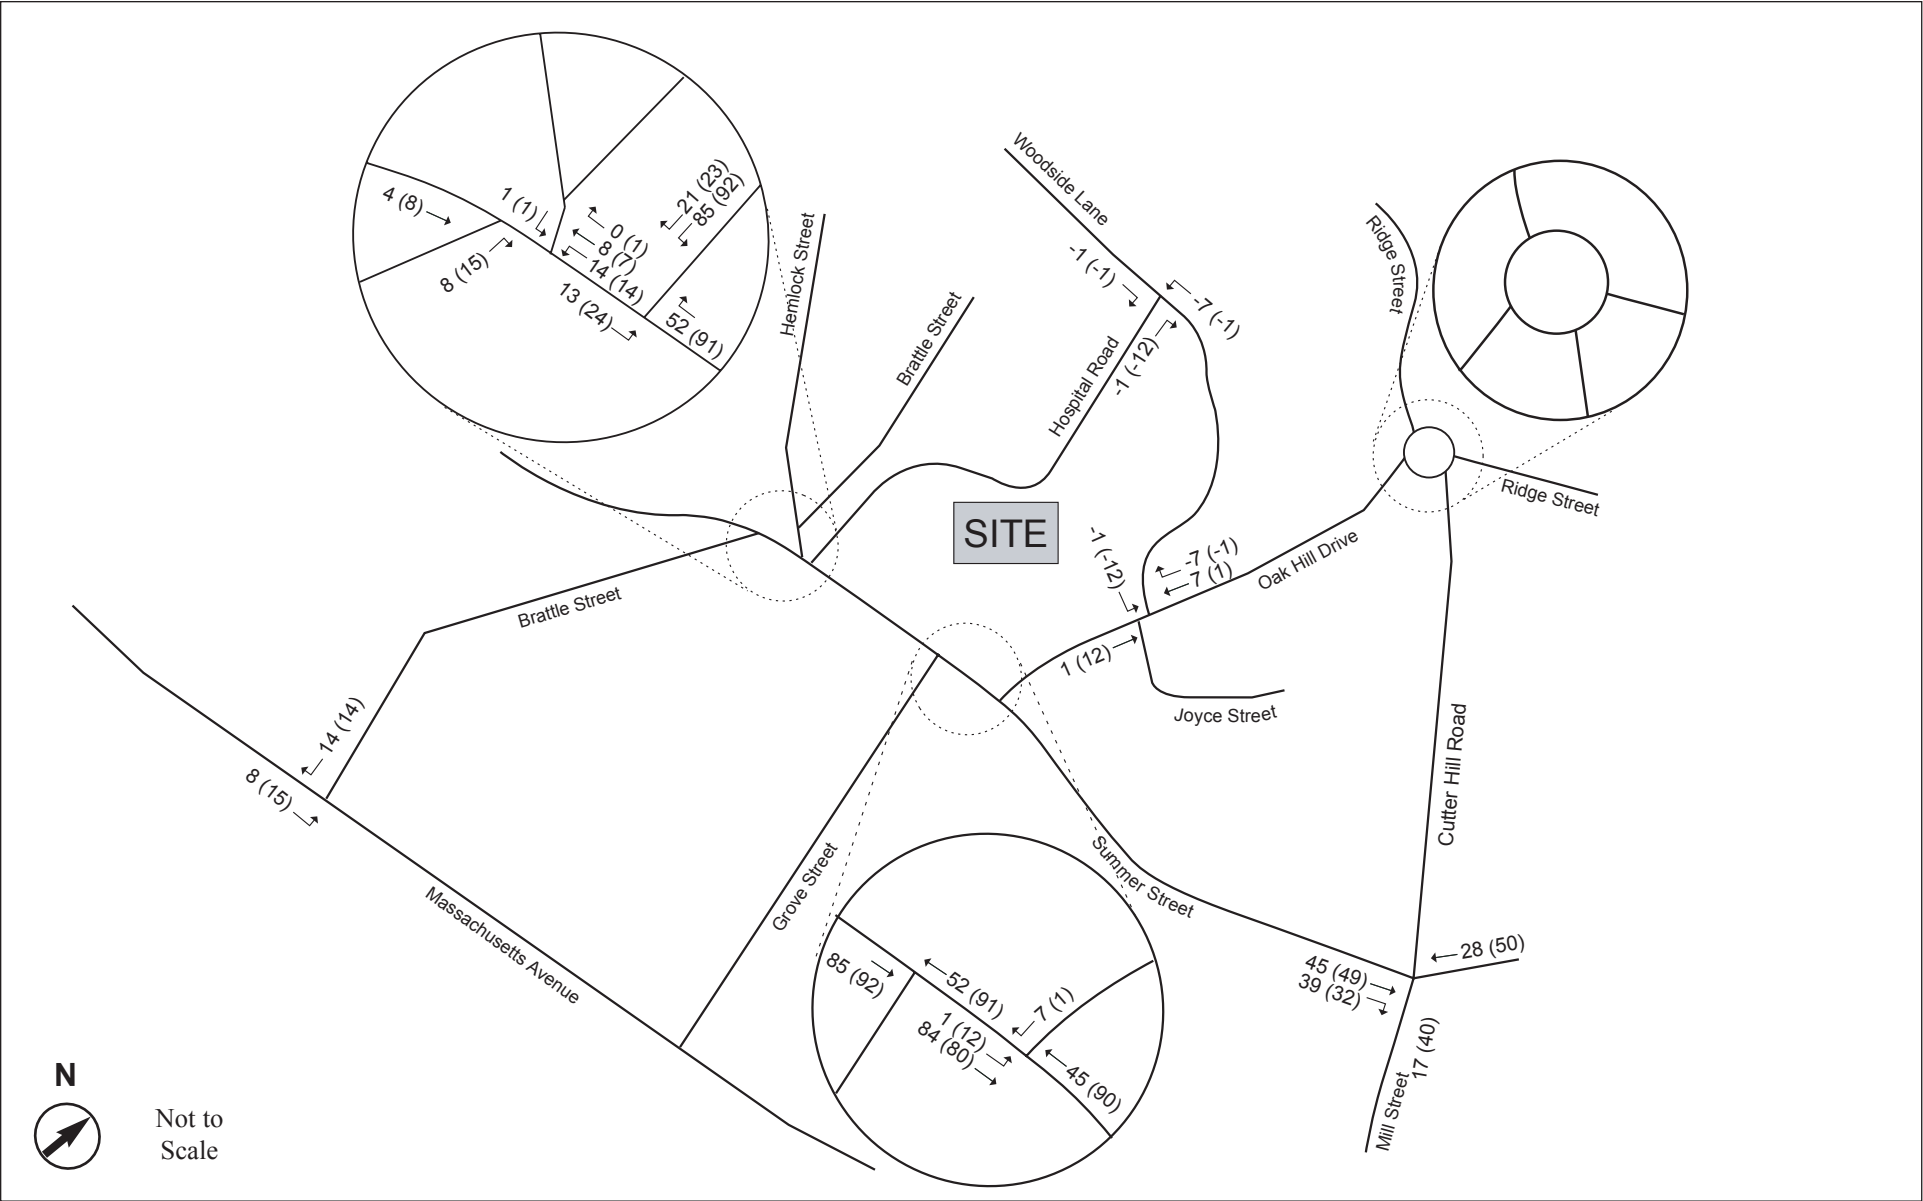 4 (8)
1 (1)
8 (15)
0 (1)
8 (7)
14 (14)
21 (23)
85 (92)
13 (24)
52 (91)
Hemlock Street
Brattle Street
Woodside Lane
-1 (-1)
-7 (-1)
-1 (-12)
Hospital Road
Ridge Street
Ridge Street
SITE
-1 (-12)
-7 (-1)
7 (1)
Oak Hill Drive
1 (12)
Joyce Street
Brattle Street
14 (14)
8 (15)
Massachusetts Avenue
Grove Street
Summer Street
Cutter Hill Road
85 (92)
52 (91)
7 (1)
1 (12)
84 (80)
45 (90)
28 (50)
45 (49)
39 (32)
17 (40)
Mill Street
N
Not to
Scale